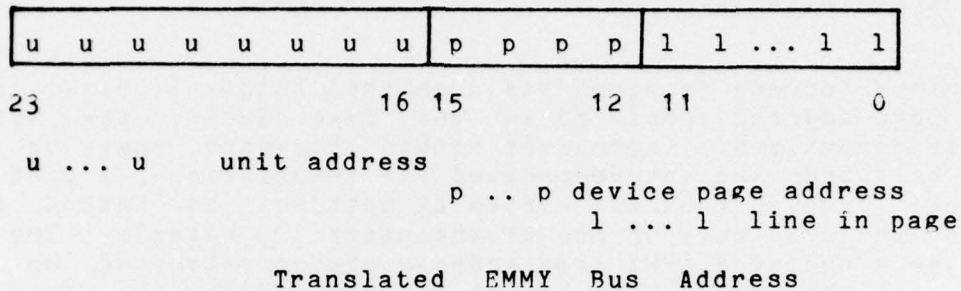 u u u u u u u u p p p p l l ... l l
23 16 15 12 11 0
u ... u unit address
p .. p device page address
l ... l line in page
Translated EMMY Bus Address